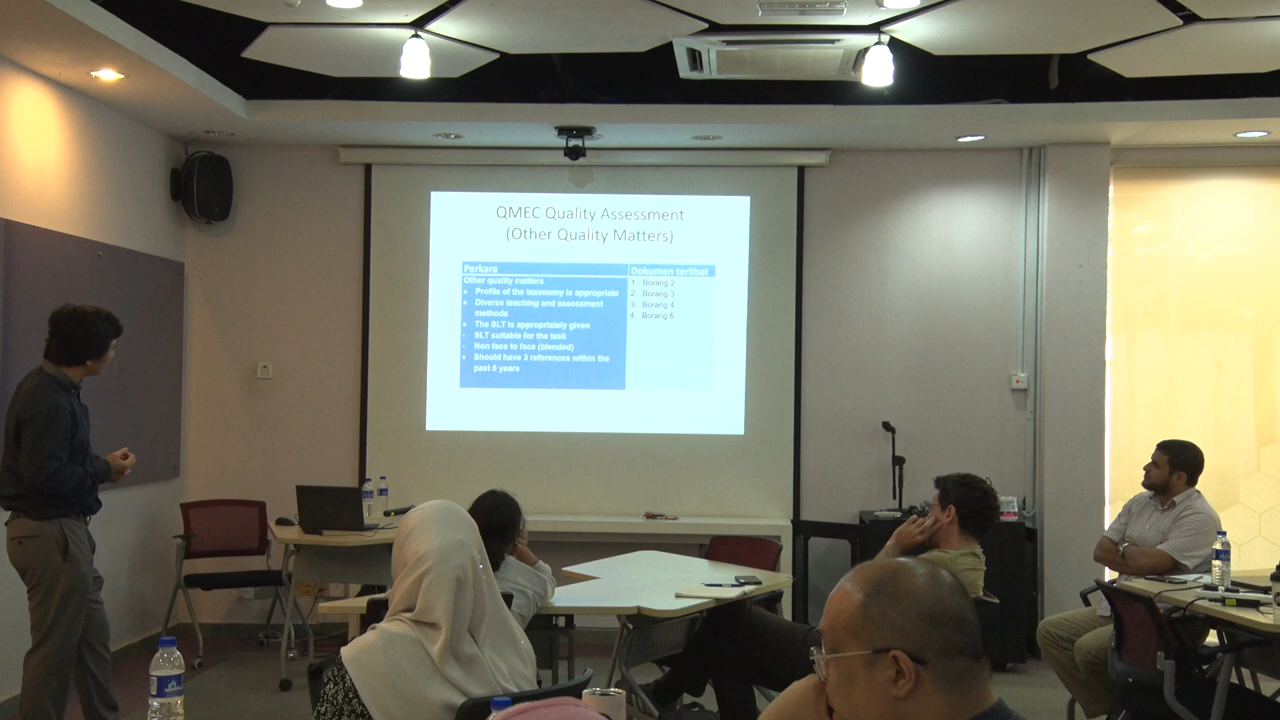 QMEC Quality Assessment
(Other Quality Matters)
Perkara
Dokumen terlibat
Other quality matters
• Profile of the taxonomy is appropriate
• Diverse teaching and assessment
methods
• The SLT is appropriately given
- SLT suitable for the task
- Non face to face (blended)
• Should have 3 references within the
past 5 years
1. Borang 2
2. Borang 3
3. Borang 4
4. Borang 6